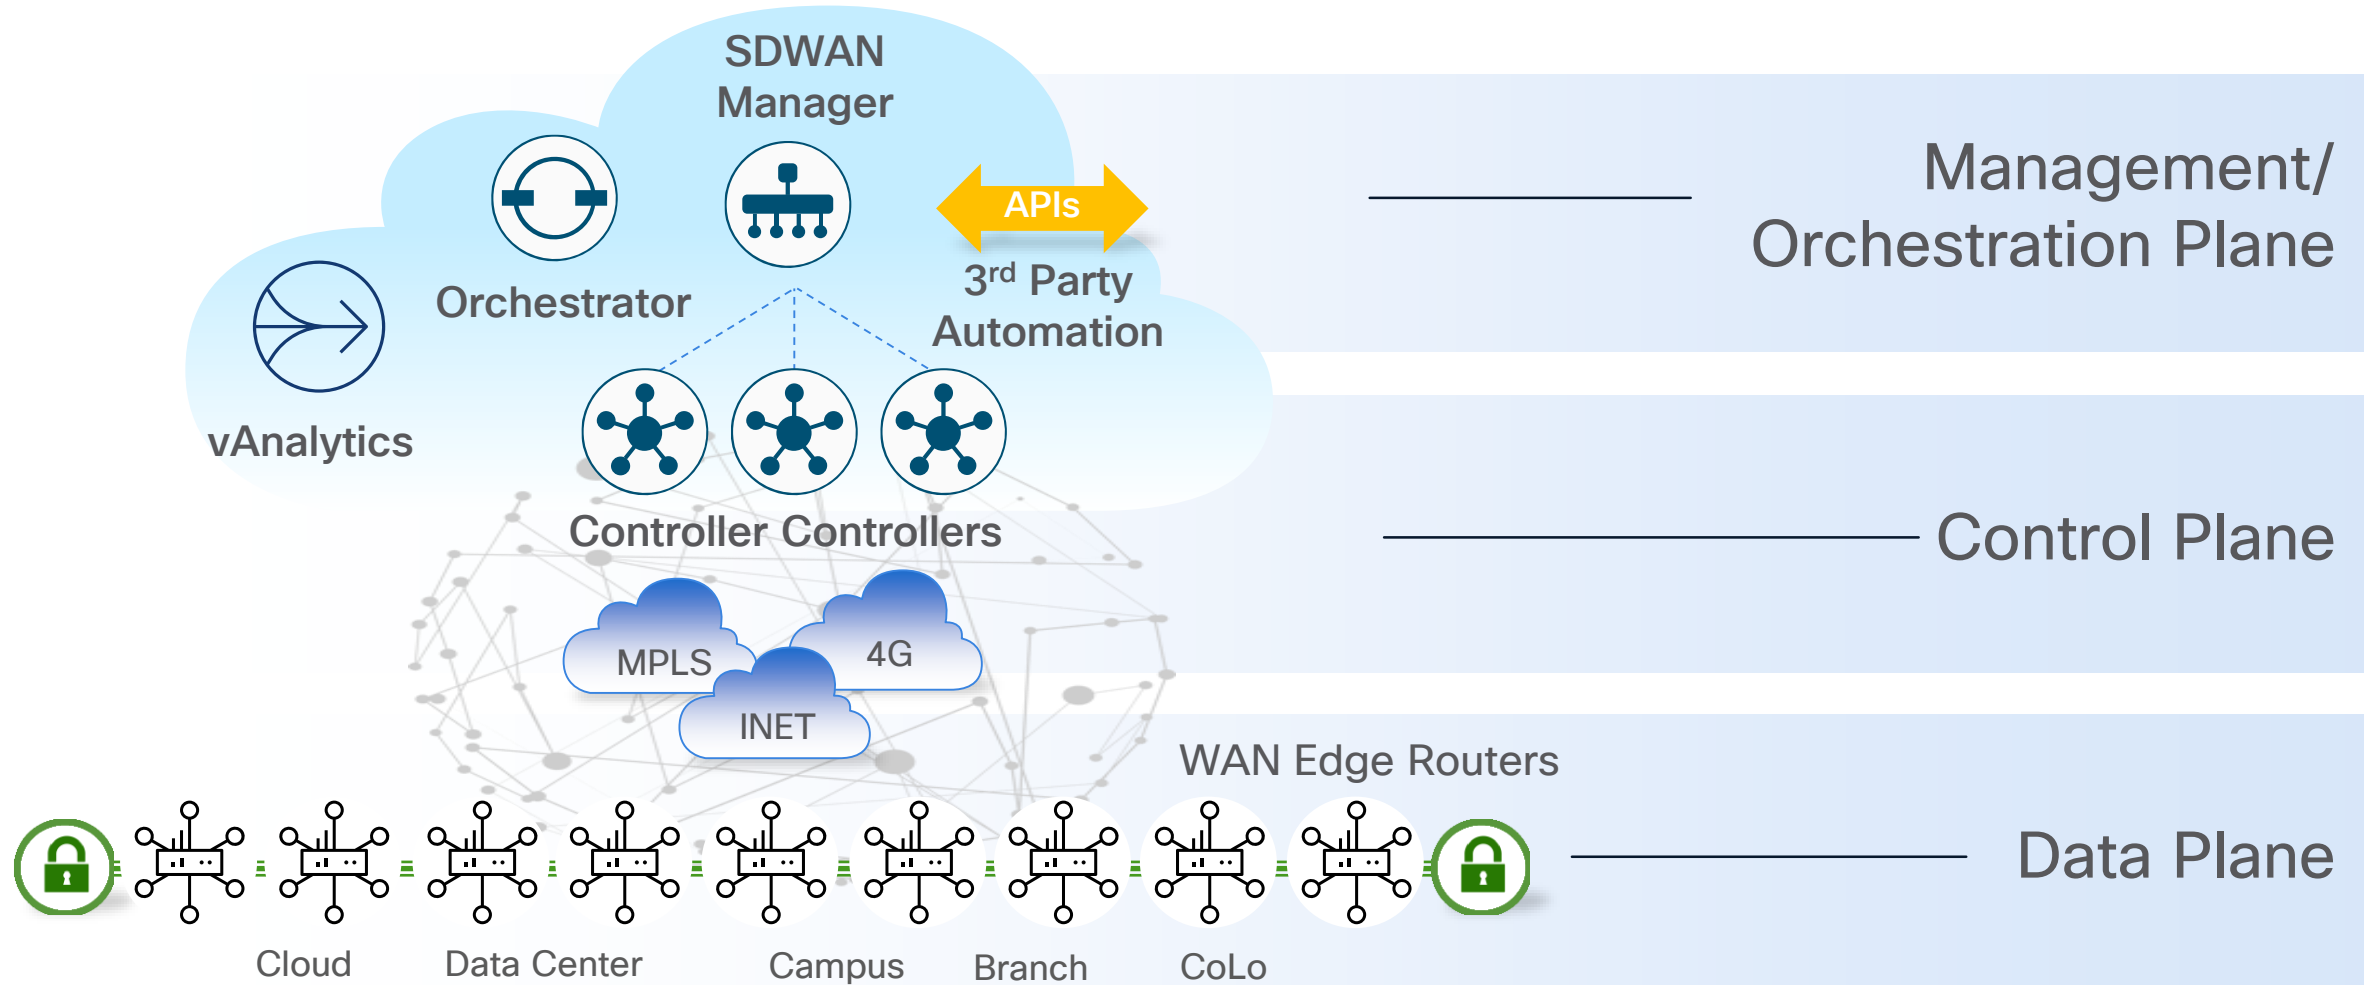 SDWAN
Manager
APIs
3rd Party
Automation
Orchestrator
vAnalytics
Management/
Orchestration Plane
Controller Controllers
Control Plane
MPLS
4G
INET
WAN Edge Routers
Data Plane
Cloud
Data Center
Campus
Branch
CoLo